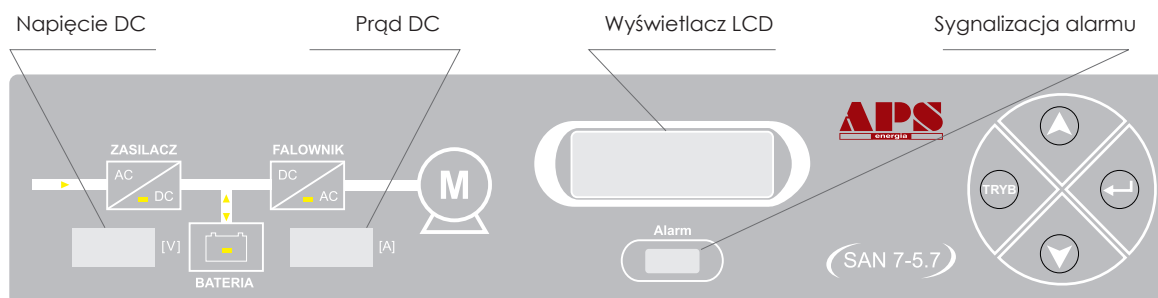 Napięcie DC
Prąd DC
Wyświetlacz LCD
Sygnalizacja alarmu
APS
energia
ZASILACZ
FALOWNIK
AC
DC
DC
AC
M
TRYB
[V]
[A]
BATERIA
Alarm
SAN 7-5.7